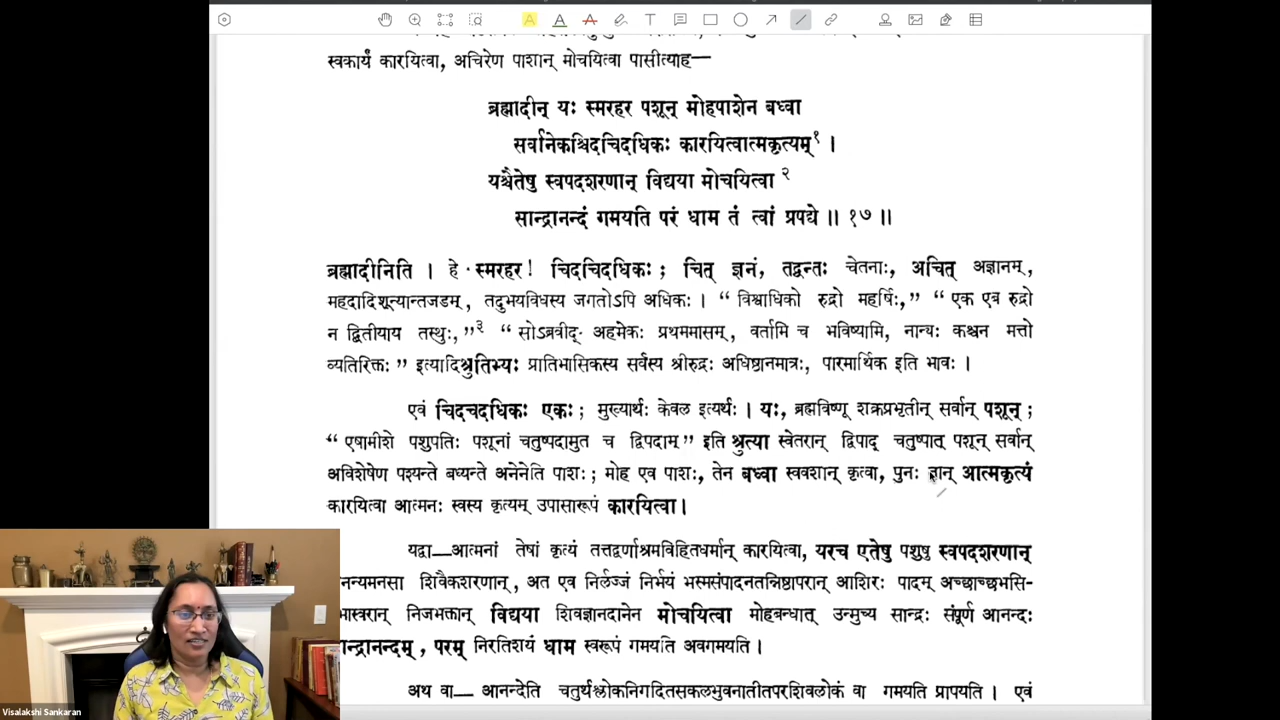 स्वकार्यं कारयित्वा, अचिरेण पाशान् मोचयित्वा पासीत्याह—
ब्रह्मादीन् यः स्मरहर पशून् मोहपाशेन बध्वा
सर्वानेकश्चिदचिदधिकः कारयित्वात्मकृत्यम्¹ ।
यश्चैतेषु स्वपदशरणान् विद्यया मोचयित्वा २
सान्द्रानन्दं गमयति परं धाम तं त्वां प्रपद्ये ॥ १७ ॥
ब्रह्मादीनिति । हे स्मरहर! चिदचिदधिकः ; चित् ज्ञनं, तद्वन्तः चेतनाः, अचित् अज्ञानम्,
महदादिशून्यान्तजडम्, तदुभयविधस्य जगतोऽपि अधिकः । “ विश्वाधिको रुद्रो महर्षिः,” “ एक एव रुद्रो
न द्वितीयाय तस्थुः,”३ “ सोऽब्रवीद् अहमेकः प्रथममासम्, वर्तामि च भविष्यामि, नान्यः कश्चन मत्तो
व्यतिरिक्तः ” इत्यादिश्रुतिभ्यः प्रातिभासिकस्य सर्वस्य श्रीरुद्रः अधिष्ठानमात्रः, पारमार्थिक इति भावः ।
एवं चिदचदधिकः एकः ; मुख्यार्थः केवल इत्यर्थः । यः, ब्रह्मविष्णू शक्रप्रभृतीन् सर्वान् पशून् ;
“ एषामीशे पशुपतिः पशूनां चतुष्पदामुत च द्विपदाम् ” इति श्रुत्या स्वेतरान् द्विपाद् चतुष्पात् पशून् सर्वान्
अविशेषेण पश्यन्ते बध्यन्ते अनेनेति पाशः ; मोह एव पाशः, तेन बध्वा स्ववशान् कृत्वा, पुनः आत्मकृत्यं
कारयित्वा आत्मनः स्वस्य कृत्यम् उपासारूपं कारयित्वा ।
यद्वा—आत्मनां तेषां कृत्यं तत्तद्वर्णाश्रमविहितधर्मान् कारयित्वा, यरच एतेषु पशुषु स्वपदशरणान्
नन्यमनसा शिवैकशरणान्, अत एव निर्लज्जं निर्भयं भस्मसंपादनतन्निष्ठापरान् आशिरः पादम् अच्छाच्छभसि-
भास्वरान् निजभक्तान् विद्यया शिवज्ञानदानेन मोचयित्वा मोहबन्धात् उन्मुच्य सान्द्रः संपूर्ण आनन्दः
न्द्रानन्दम्, परम् निरतिशयं धाम स्वरूपं गमयति अवगमयति ।
अथ वा— आनन्देति चतुर्थश्लोकनिगदितसकलभुवनातीतपरशिवलोकं वा गमयति प्रापयति । एवं
Visalakshi Sankaran